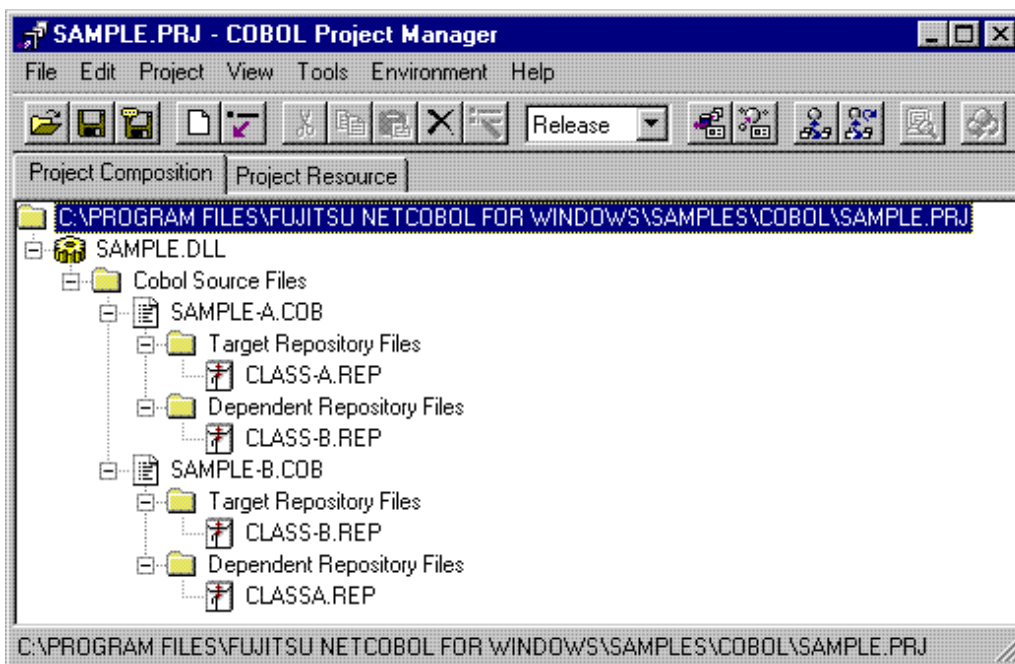 SAMPLE.PRJ - COBOL Project Manager
File Edit Project View Tools Environment Help
Release
Project Composition Project Resource
C:\PROGRAM FILES\FUJITSU NETCOBOL FOR WINDOWS\SAMPLES\COBOL\SAMPLE.PRJ
SAMPLE.DLL
Cobol Source Files
SAMPLE-A.COB
Target Repository Files
CLASS-A.REP
Dependent Repository Files
CLASS-B.REP
SAMPLE-B.COB
Target Repository Files
CLASS-B.REP
Dependent Repository Files
CLASSA.REP
C:\PROGRAM FILES\FUJITSU NETCOBOL FOR WINDOWS\SAMPLES\COBOL\SAMPLE.PRJ